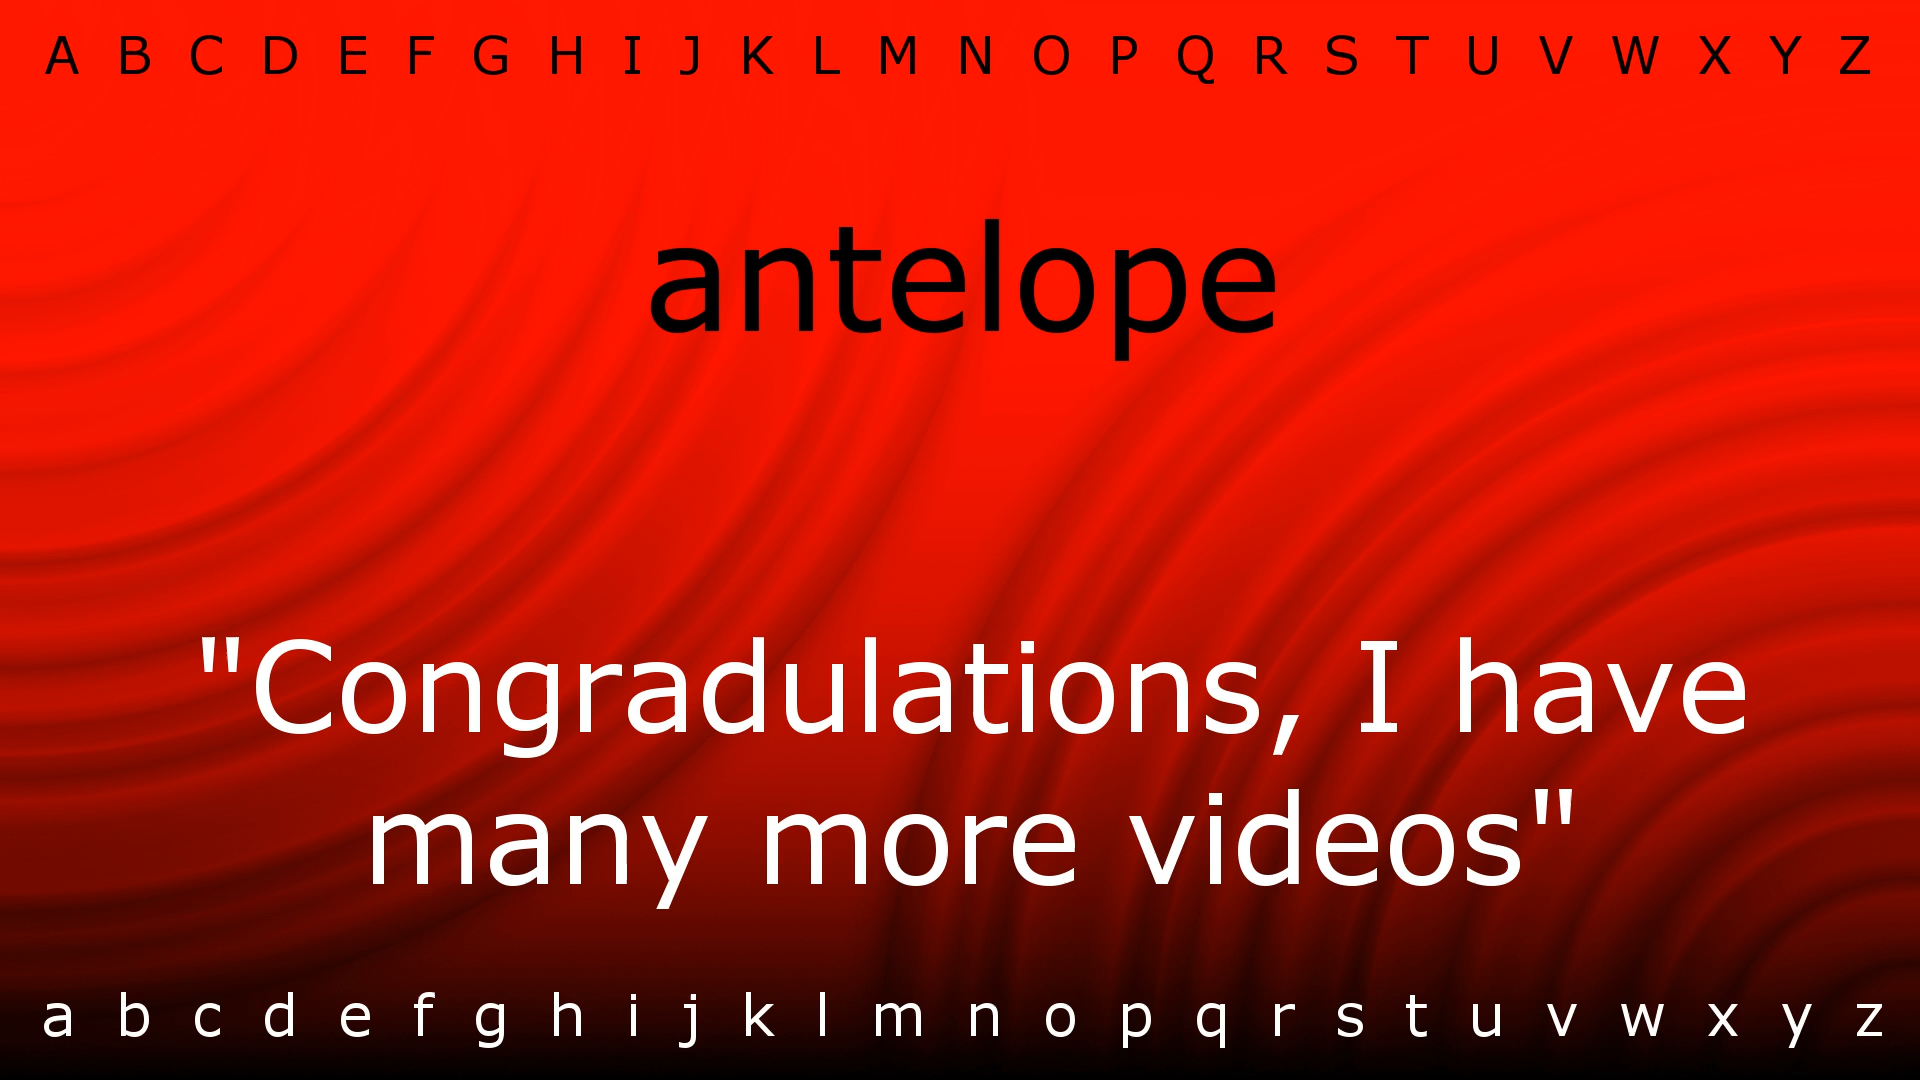 A B C D E F G H I J K L M N O P Q R S T U V W X Y Z
antelope
"Congradulations, I have
many more videos"
a b c d e f g h i j k l m n o p q r s t u v w x y z